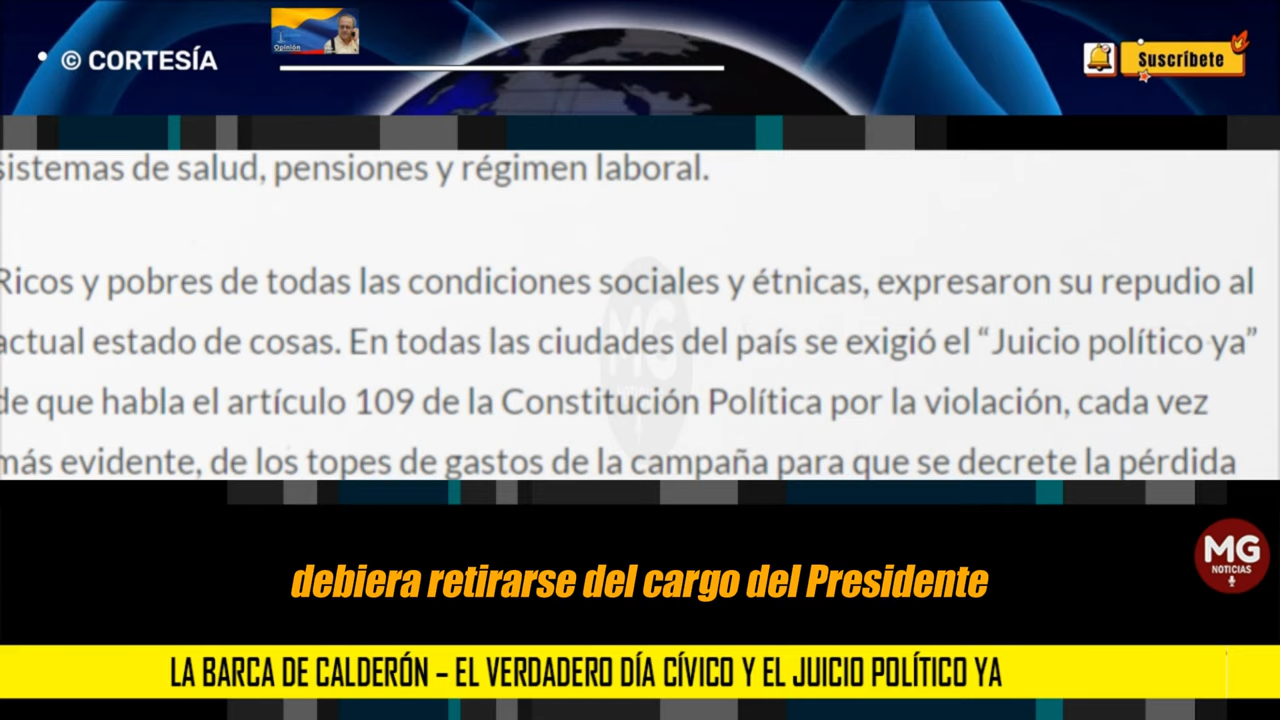 © CORTESÍA
Opinión
Suscríbete
sistemas de salud, pensiones y régimen laboral.
Ricos y pobres de todas las condiciones sociales y étnicas, expresaron su repudio al
actual estado de cosas. En todas las ciudades del país se exigió el “Juicio político ya”
de que habla el artículo 109 de la Constitución Política por la violación, cada vez
más evidente, de los topes de gastos de la campaña para que se decrete la pérdida
MG
NOTICIAS
debiera retirarse del cargo del Presidente
MG
NOTICIAS
LA BARCA DE CALDERÓN – EL VERDADERO DÍA CÍVICO Y EL JUICIO POLÍTICO YA